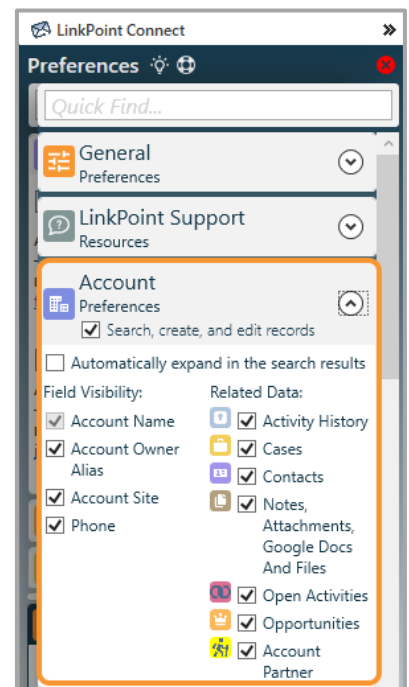 LinkPoint Connect
Preferences
Quick Find...
General
Preferences
LinkPoint Support
Resources
Account
Preferences
Search, create, and edit records
Automatically expand in the search results
Field Visibility:
Account Name
Account Owner
Alias
Account Site
Phone
Related Data:
Activity History
Cases
Contacts
Notes,
Attachments,
Google Docs
And Files
Open Activities
Opportunities
Account
Partner